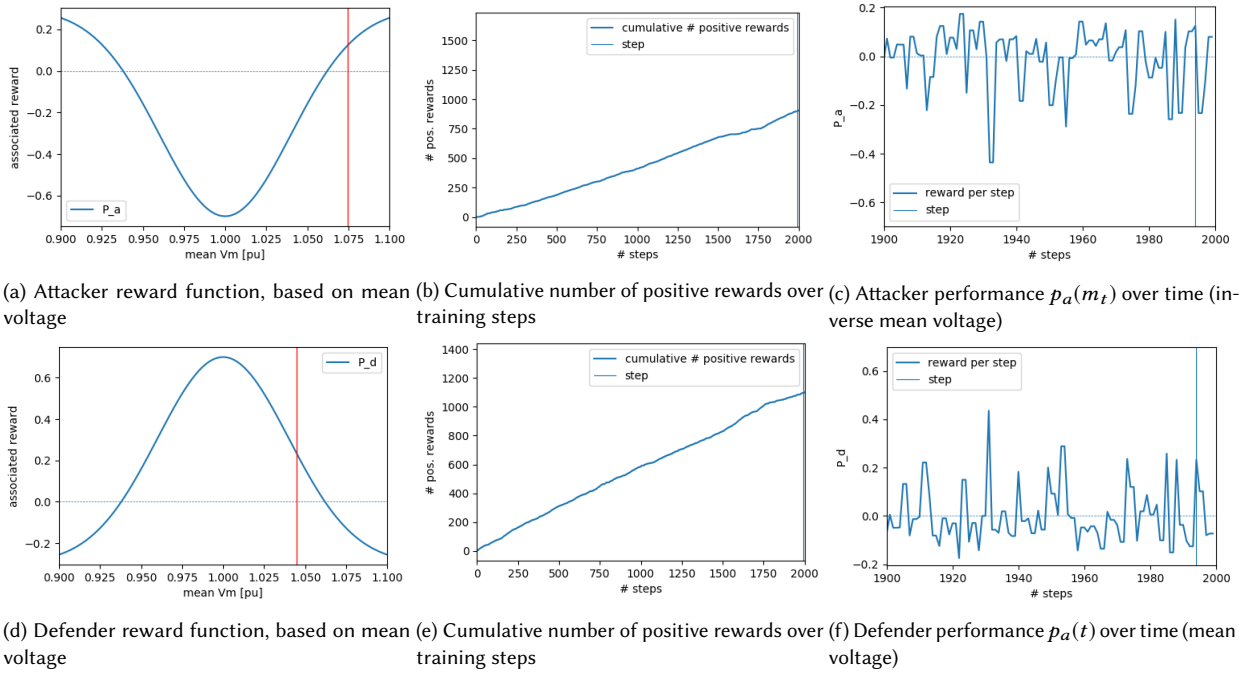 0.2
0.0
−0.2
−0.4
−0.6
associated reward
P_a
0.900 0.925 0.950 0.975 1.000 1.025 1.050 1.075 1.100
mean Vm [pu]
(a) Attacker reward function, based on mean
voltage
1500
1250
1000
750
500
250
0
# pos. rewards
cumulative # positive rewards
step
0 250 500 750 1000 1250 1500 1750 2000
# steps
(b) Cumulative number of positive rewards over
training steps
0.2
0.0
−0.2
−0.4
−0.6
P_a
reward per step
step
1900 1920 1940 1960 1980 2000
# steps
(c) Attacker performance p_a(m_t) over time (in-
verse mean voltage)
0.6
0.4
0.2
0.0
−0.2
associated reward
P_d
0.900 0.925 0.950 0.975 1.000 1.025 1.050 1.075 1.100
mean Vm [pu]
(d) Defender reward function, based on mean
voltage
1400
1200
1000
800
600
400
200
0
# pos. rewards
cumulative # positive rewards
step
0 250 500 750 1000 1250 1500 1750 2000
# steps
(e) Cumulative number of positive rewards over
training steps
0.6
0.4
0.2
0.0
−0.2
P_d
reward per step
step
1900 1920 1940 1960 1980 2000
# steps
(f) Defender performance p_a(t) over time (mean
voltage)